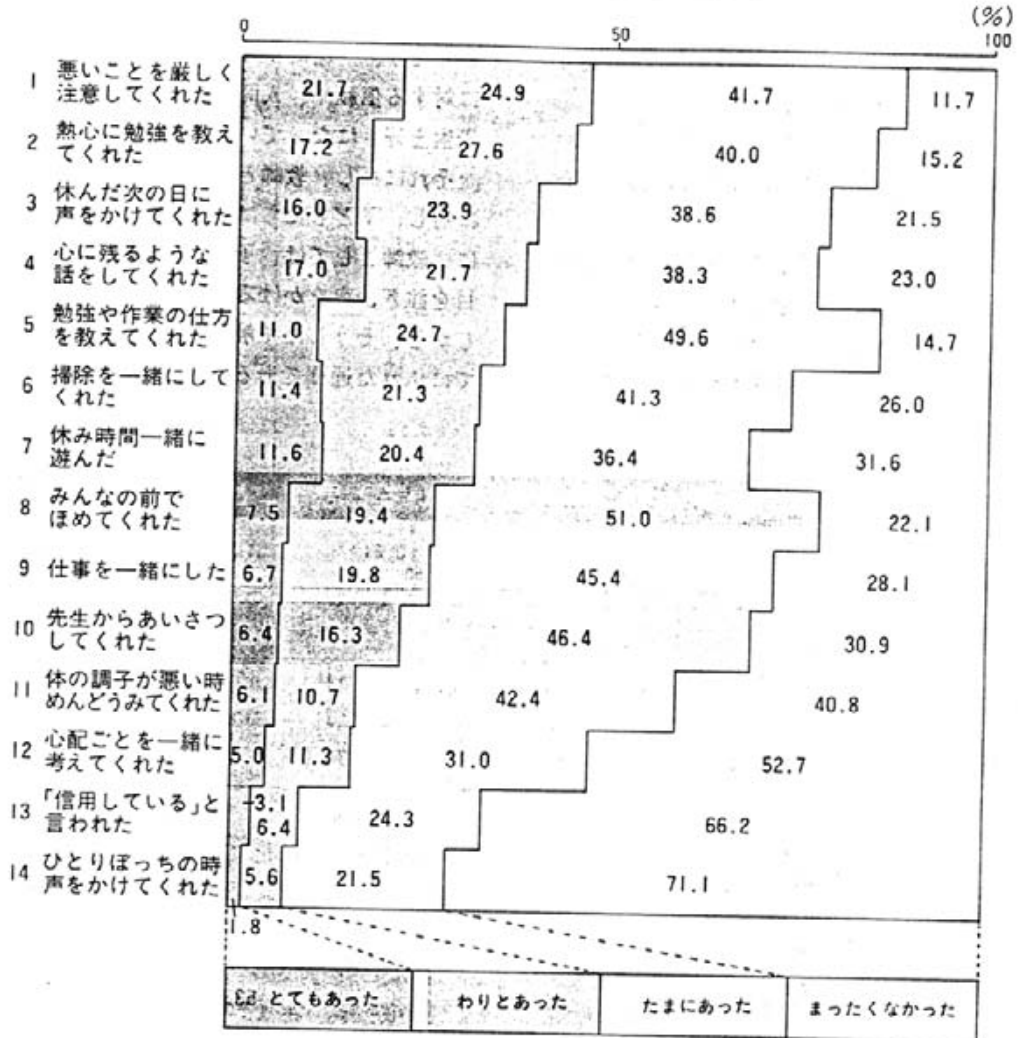 (%)
0 50 100
1 悪いことを厳しく
注意してくれた
21.7 24.9 41.7 11.7
2 熱心に勉強を教え
てくれた
17.2 27.6 40.0 15.2
3 休んだ次の日に
声をかけてくれた
16.0 23.9 38.6 21.5
4 心に残るような
話をしてくれた
17.0 21.7 38.3 23.0
5 勉強や作業の仕方
を教えてくれた
11.0 24.7 49.6 14.7
6 掃除を一緒にして
くれた
11.4 21.3 41.3 26.0
7 休み時間一緒に
遊んだ
11.6 20.4 36.4 31.6
8 みんなの前で
ほめてくれた
7.5 19.4 51.0 22.1
9 仕事を一緒にした
6.7 19.8 45.4 28.1
10 先生からあいさつ
してくれた
6.4 16.3 46.4 30.9
11 体の調子が悪い時
めんどうみてくれた
6.1 10.7 42.4 40.8
12 心配ごとを一緒に
考えてくれた
5.0 11.3 31.0 52.7
13 「信用している」と
言われた
3.1 6.4 24.3 66.2
14 ひとりぼっちの時
声をかけてくれた
5.6 21.5 71.1
1.8
とてもあった わりとあった たまにあった まったくなかった